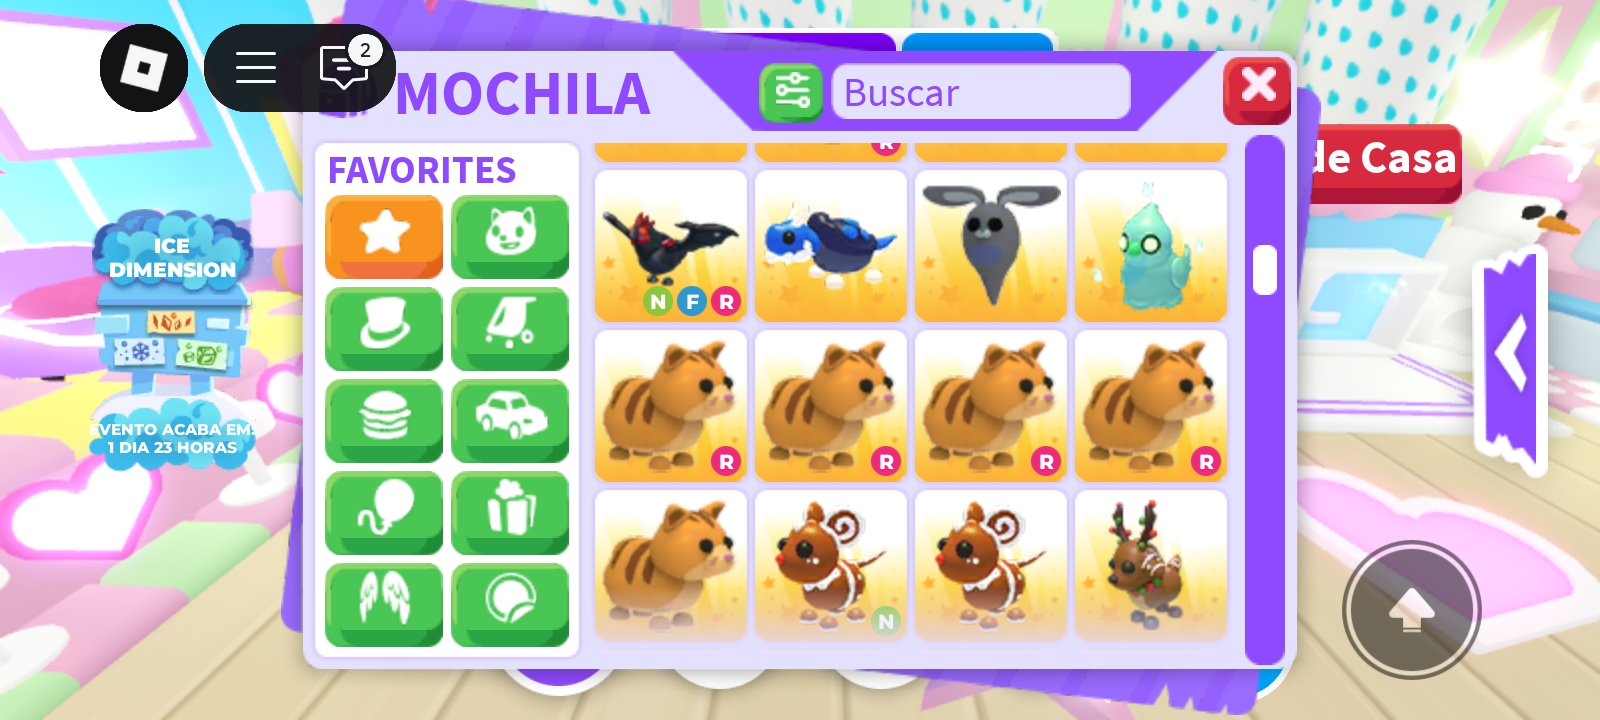 2
MOCHILA
Buscar
de Casa
FAVORITES
R
ICE
DIMENSION
N F R
EVENTO ACABA EM:
1 DIA 23 HORAS
R
R
R
R
N